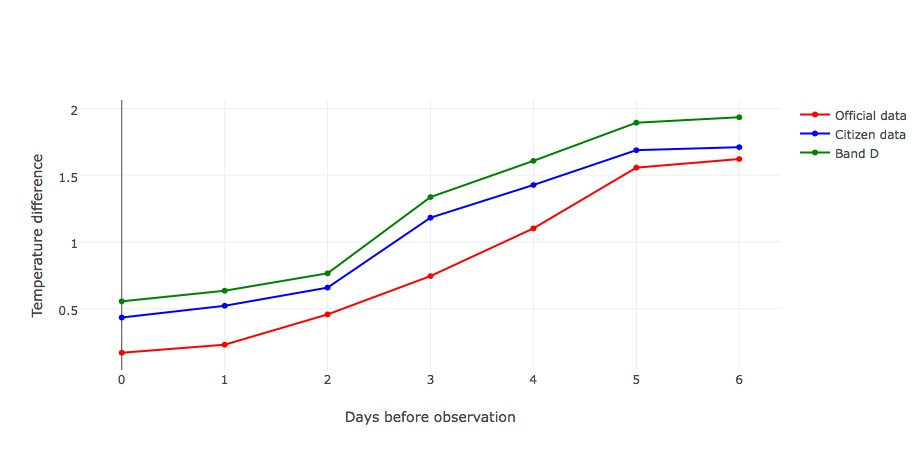 2
1.5
1
0.5
Temperature difference
0 1 2 3 4 5 6
Days before observation
Official data
Citizen data
Band D